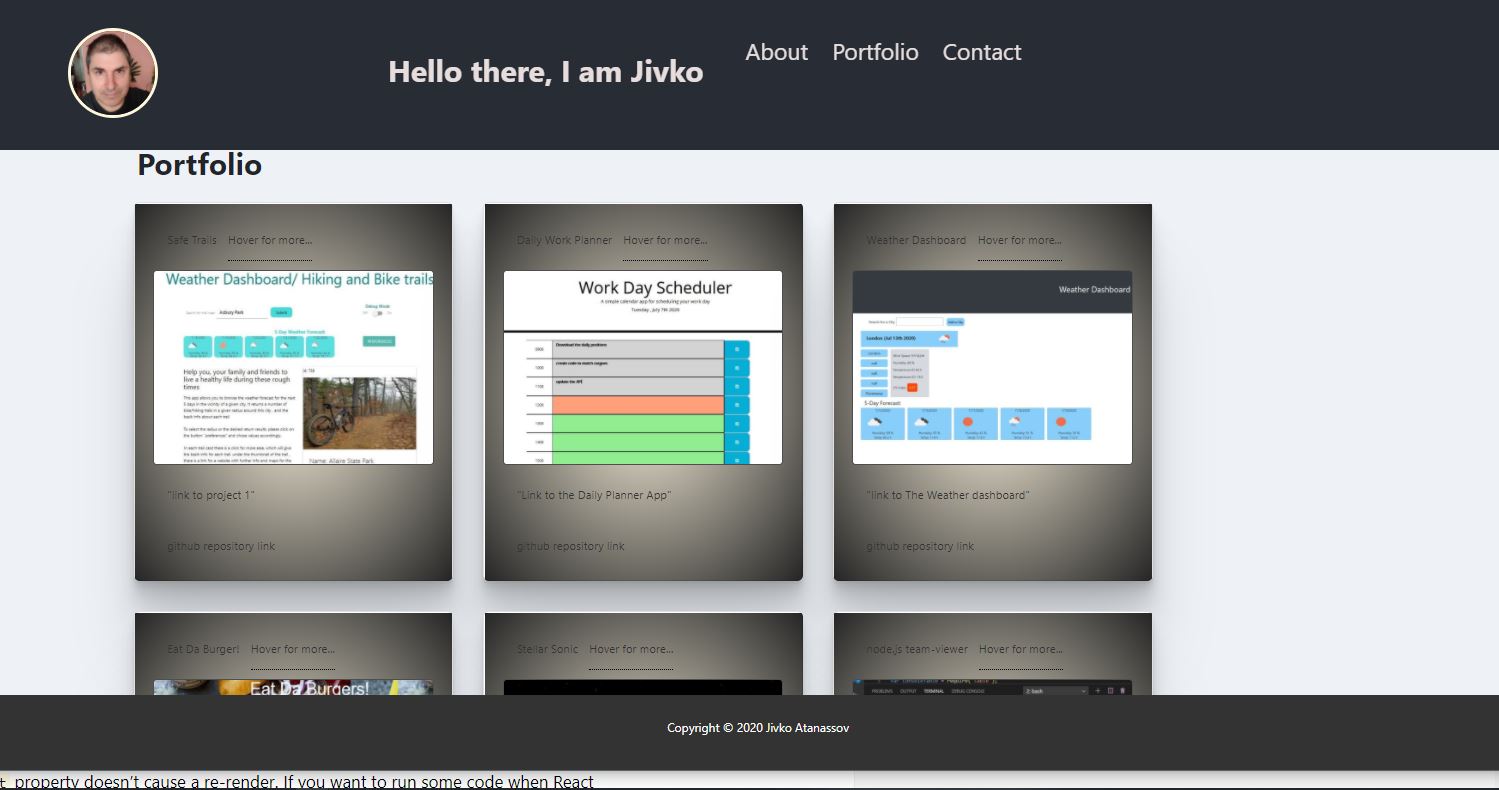 Hello there, I am Jivko
About Portfolio Contact
Portfolio
Safe Trails Hover for more...
Weather Dashboard/ Hiking and Bike trails
Asbury Park
Submit
5-Day Weather Forecast
Help you, your family and friends to
live a healthy life during these rough
times
Name: Allaire State Park
"link to project 1"
github repository link
Daily Work Planner Hover for more...
Work Day Scheduler
A simple calendar app for scheduling your work day
Tuesday , July 7th 2020
Download the daily problems
create code to match outputs
update the API
"Link to the Daily Planner App"
github repository link
Weather Dashboard Hover for more...
Weather Dashboard
London (Jul 13th 2020)
5-Day Forecast:
"link to The Weather dashboard"
github repository link
Eat Da Burger! Hover for more...
Eat Da Burgers!
Stellar Sonic Hover for more...
node.js team-viewer Hover for more...
PROBLEMS OUTPUT TERMINAL DEBUG CONSOLE 2: bash
Copyright © 2020 Jivko Atanassov
t property doesn't cause a re-render. If you want to run some code when React